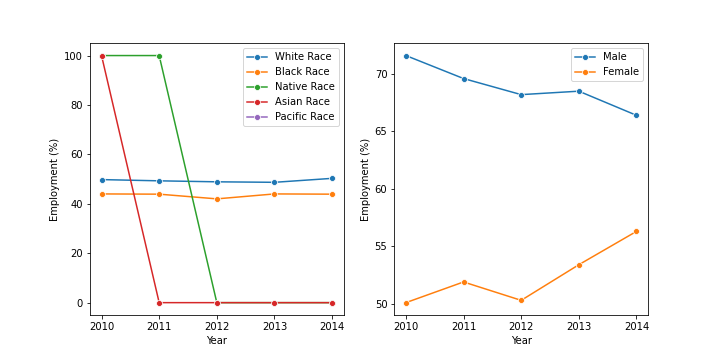 100
80
60
40
20
0
Employment (%)
2010 2011 2012 2013 2014
Year
White Race
Black Race
Native Race
Asian Race
Pacific Race
70
65
60
55
50
Employment (%)
2010 2011 2012 2013 2014
Year
Male
Female